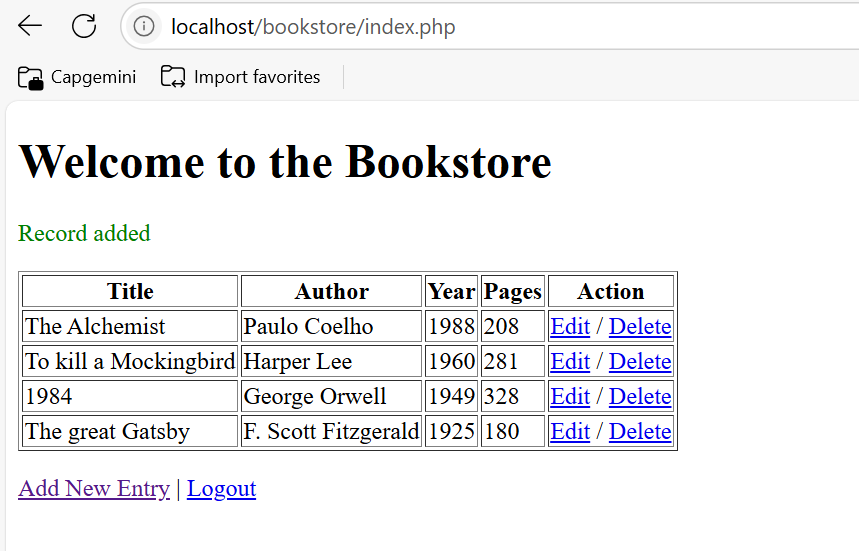 localhost/bookstore/index.php
Capgemini Import favorites
Welcome to the Bookstore
Record added
Title Author Year Pages Action
The Alchemist Paulo Coelho 1988 208 Edit / Delete
To kill a Mockingbird Harper Lee 1960 281 Edit / Delete
1984 George Orwell 1949 328 Edit / Delete
The great Gatsby F. Scott Fitzgerald 1925 180 Edit / Delete
Add New Entry | Logout